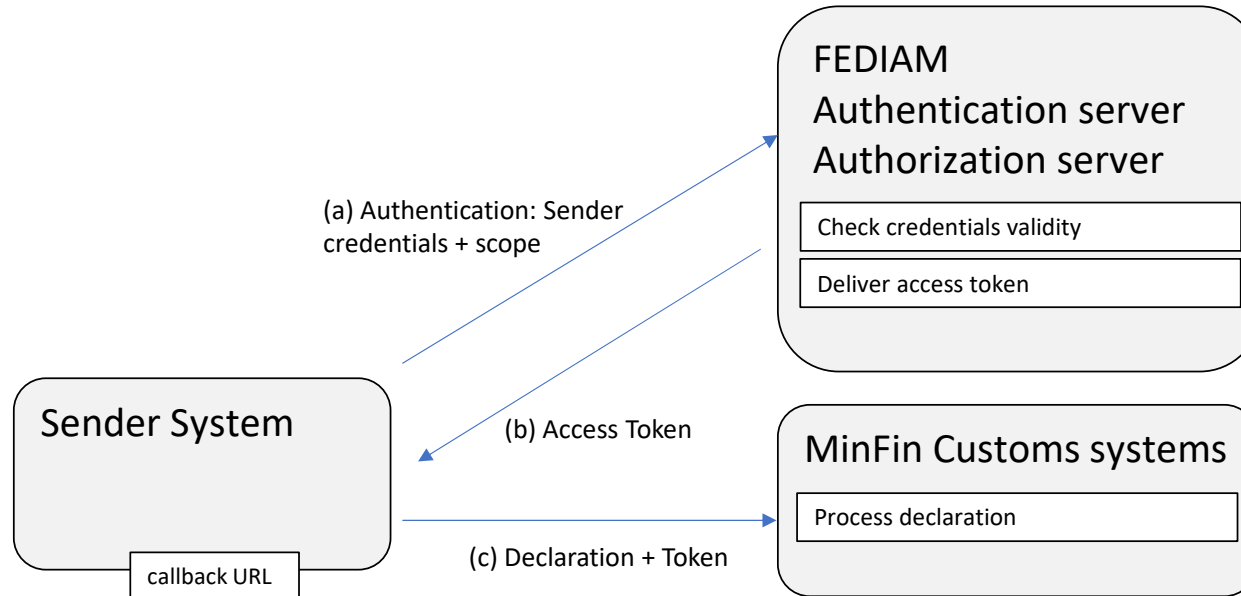 FEDIAM
Authentication server
Authorization server
Check credentials validity
Deliver access token
(a) Authentication: Sender
credentials + scope
(b) Access Token
Sender System
callback URL
(c) Declaration + Token
MinFin Customs systems
Process declaration